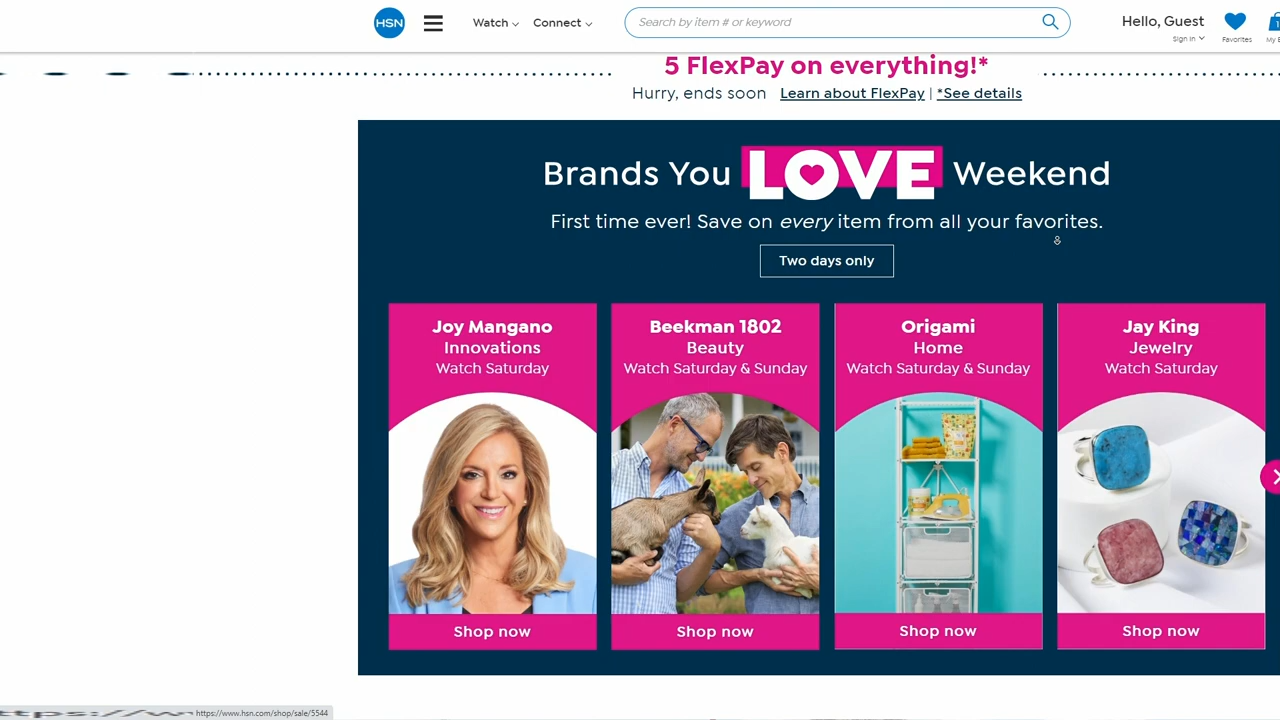 HSN
Watch
Connect
Search by item # or keyword
Hello, Guest
Sign In
Favorites
5 FlexPay on everything!*
Hurry, ends soon Learn about FlexPay | *See details
Brands You LOVE Weekend
First time ever! Save on every item from all your favorites.
Two days only
Joy Mangano
Innovations
Watch Saturday
Shop now
Beekman 1802
Beauty
Watch Saturday & Sunday
Shop now
Origami
Home
Watch Saturday & Sunday
Shop now
Jay King
Jewelry
Watch Saturday
Shop now
https://www.hsn.com/shop/sale/5544